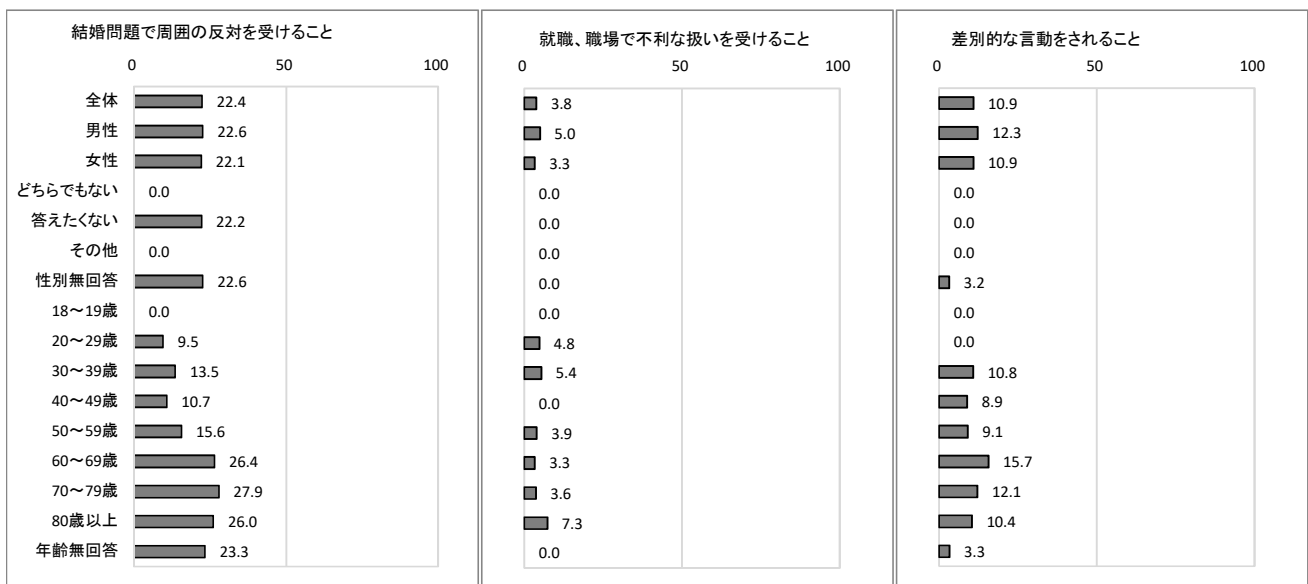 結婚問題で周囲の反対を受けること
0 50 100
全体 22.4
男性 22.6
女性 22.1
どちらでもない 0.0
答えたくない 22.2
その他 0.0
性別無回答 22.6
18～19歳 0.0
20～29歳 9.5
30～39歳 13.5
40～49歳 10.7
50～59歳 15.6
60～69歳 26.4
70～79歳 27.9
80歳以上 26.0
年齢無回答 23.3
就職、職場で不利な扱いを受けること
0 50 100
3.8
5.0
3.3
0.0
0.0
0.0
0.0
0.0
4.8
5.4
0.0
3.9
3.3
3.6
7.3
0.0
差別的な言動をされること
0 50 100
10.9
12.3
10.9
0.0
0.0
0.0
3.2
0.0
0.0
10.8
8.9
9.1
15.7
12.1
10.4
3.3